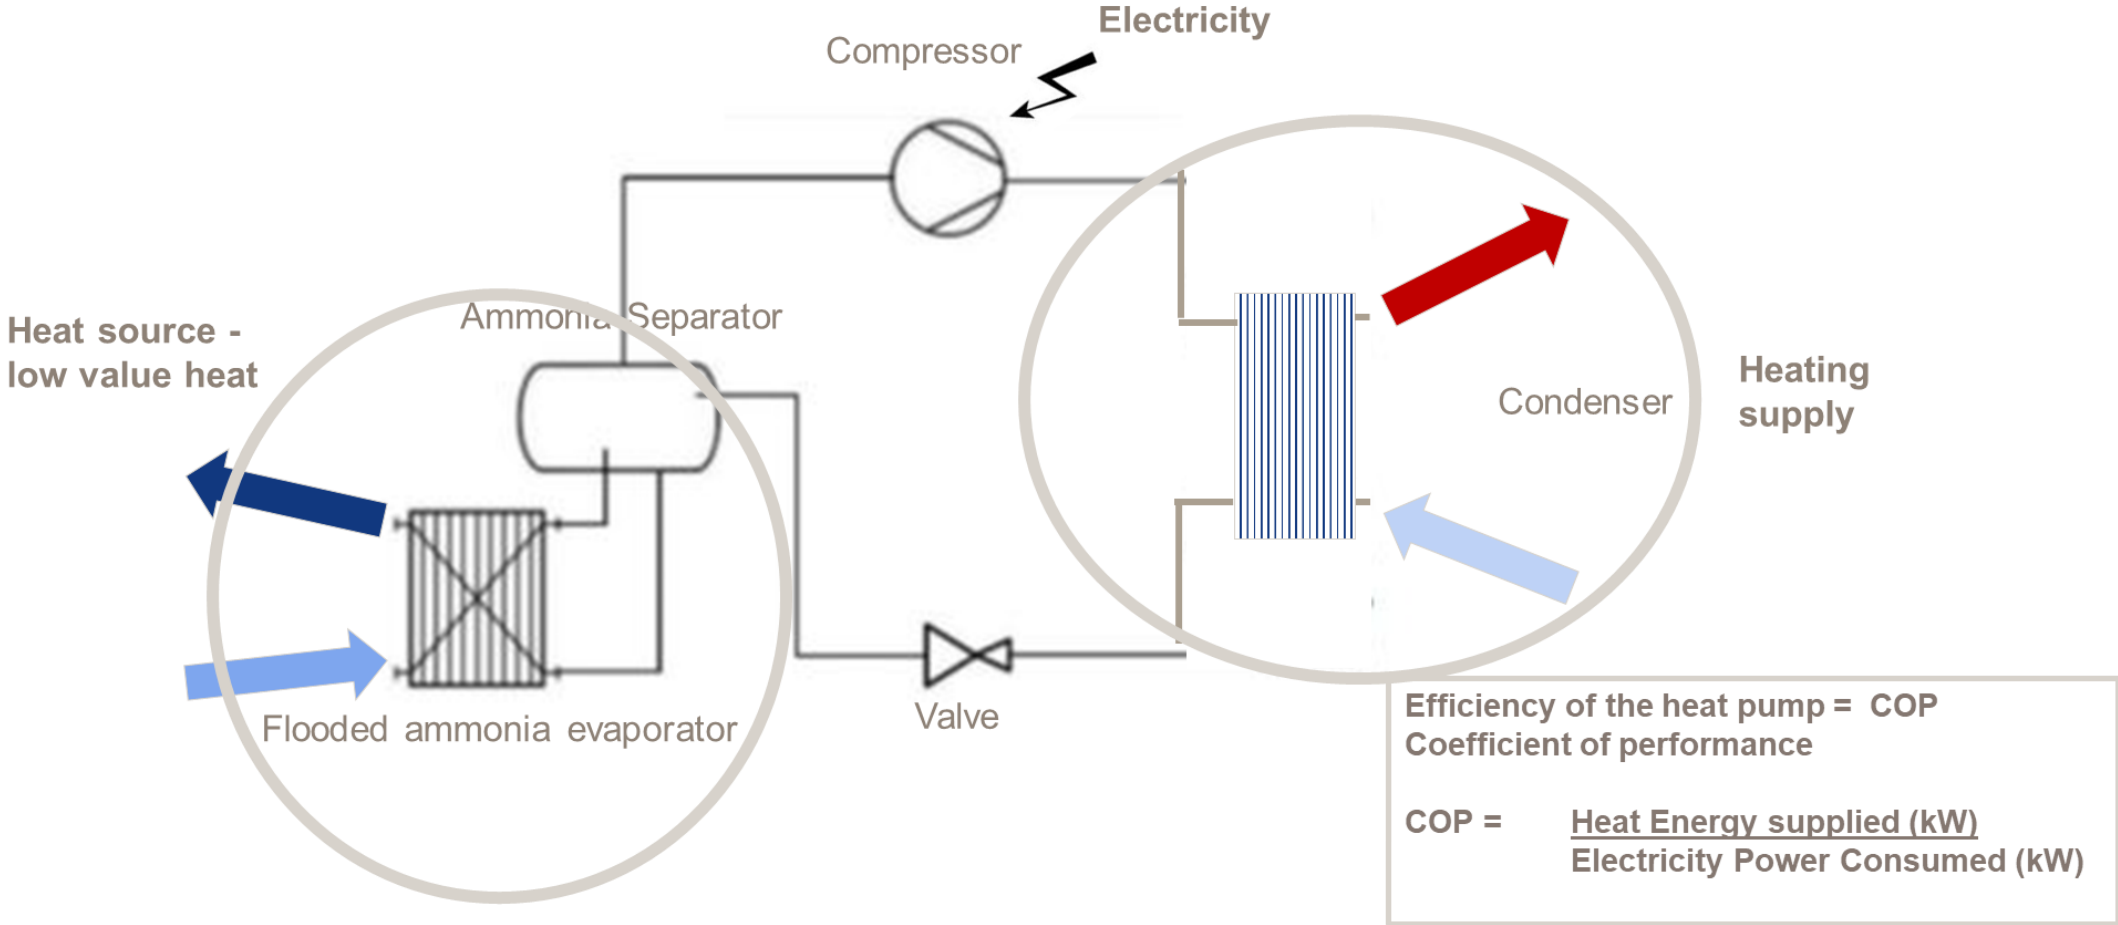 Electricity
Compressor
Ammonia Separator
Heat source -
low value heat
Heating
supply
Condenser
Flooded ammonia evaporator
Valve
Efficiency of the heat pump = COP
Coefficient of performance
COP = Heat Energy supplied (kW)
Electricity Power Consumed (kW)